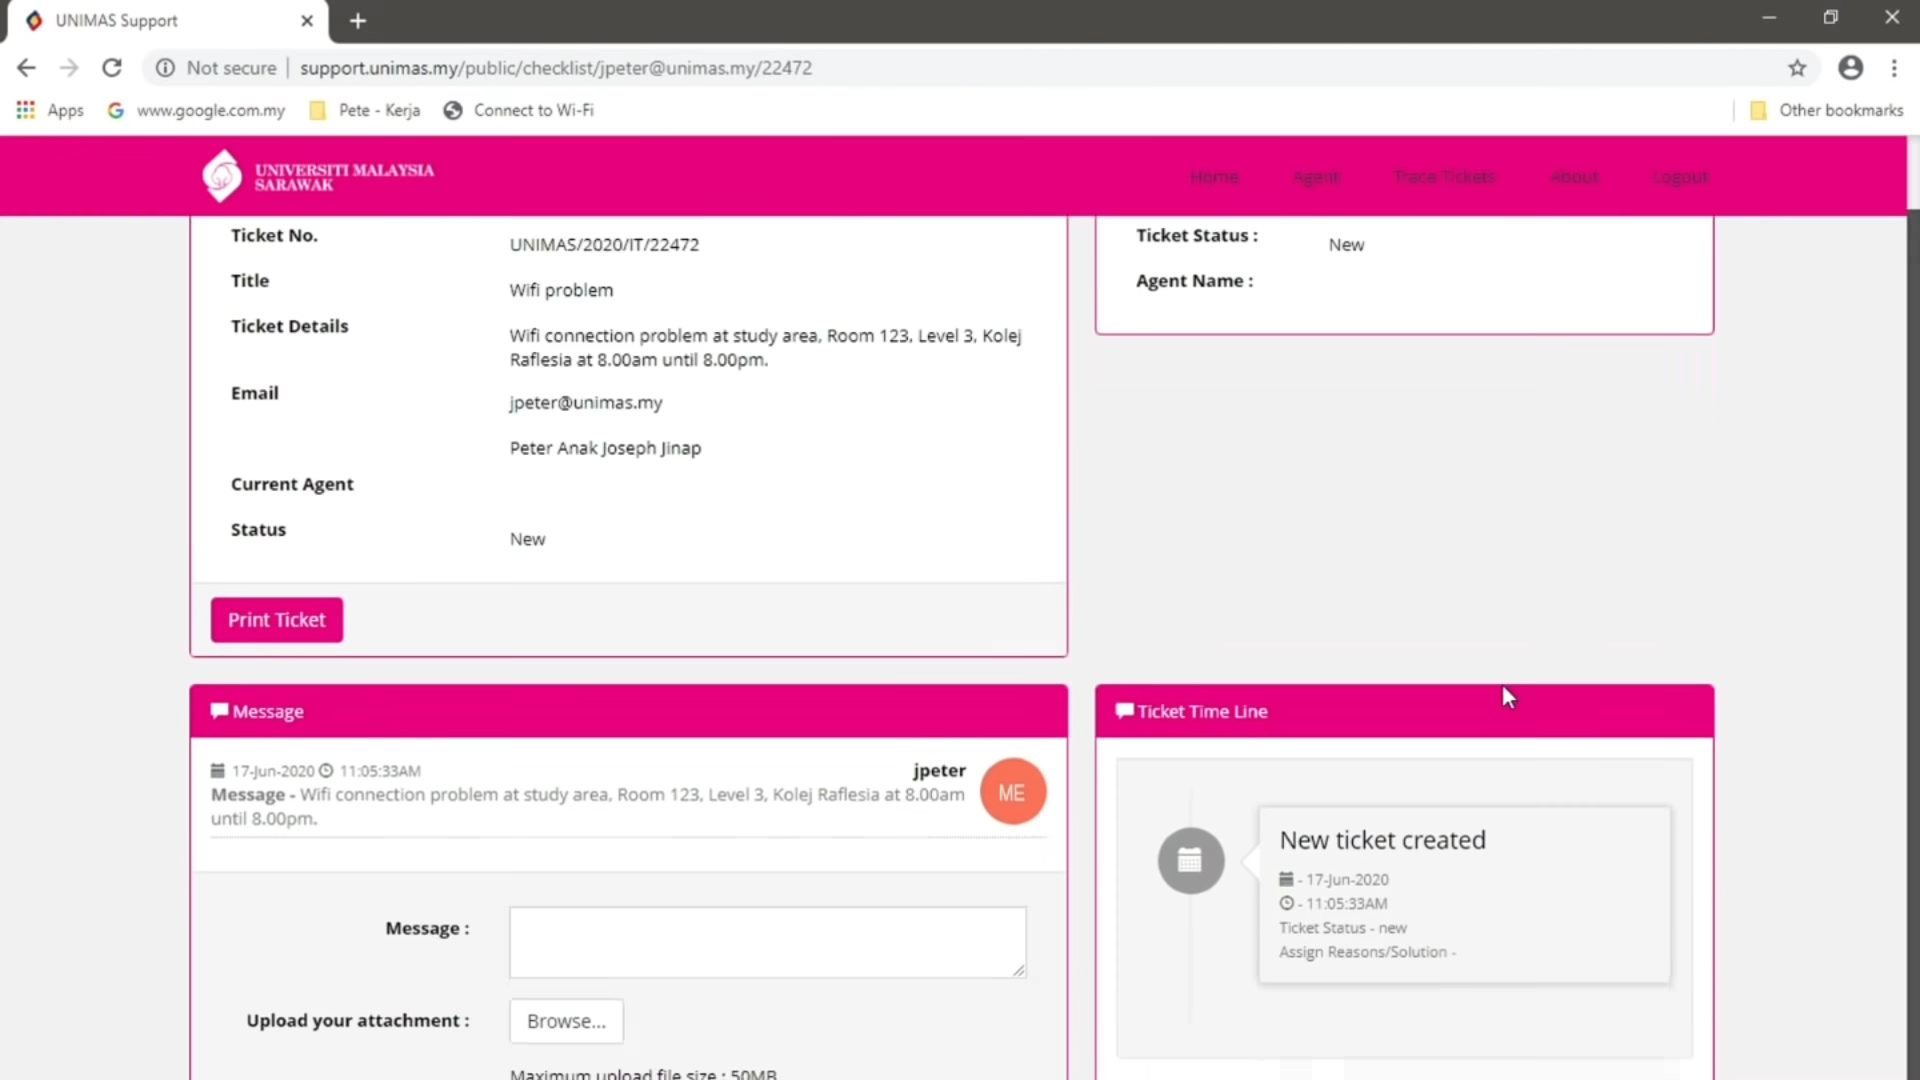 UNIMAS Support
Not secure | support.unimas.my/public/checklist/jpeter@unimas.my/22472
Apps www.google.com.my Pete - Kerja Connect to Wi-Fi Other bookmarks
UNIVERSITI MALAYSIA
SARAWAK
Home Agent Trace Tickets About Logout
Ticket No. UNIMAS/2020/IT/22472
Title Wifi problem
Ticket Details Wifi connection problem at study area, Room 123, Level 3, Kolej
Raflesia at 8.00am until 8.00pm.
Email jpeter@unimas.my
Peter Anak Joseph Jinap
Current Agent
Status New
Print Ticket
Ticket Status : New
Agent Name :
Message
17-Jun-2020 11:05:33AM jpeter
ME
Message - Wifi connection problem at study area, Room 123, Level 3, Kolej Raflesia at 8.00am
until 8.00pm.
Message :
Upload your attachment : Browse...
Maximum upload file size : 50MB
Ticket Time Line
New ticket created
- 17-Jun-2020
- 11:05:33AM
Ticket Status - new
Assign Reasons/Solution -